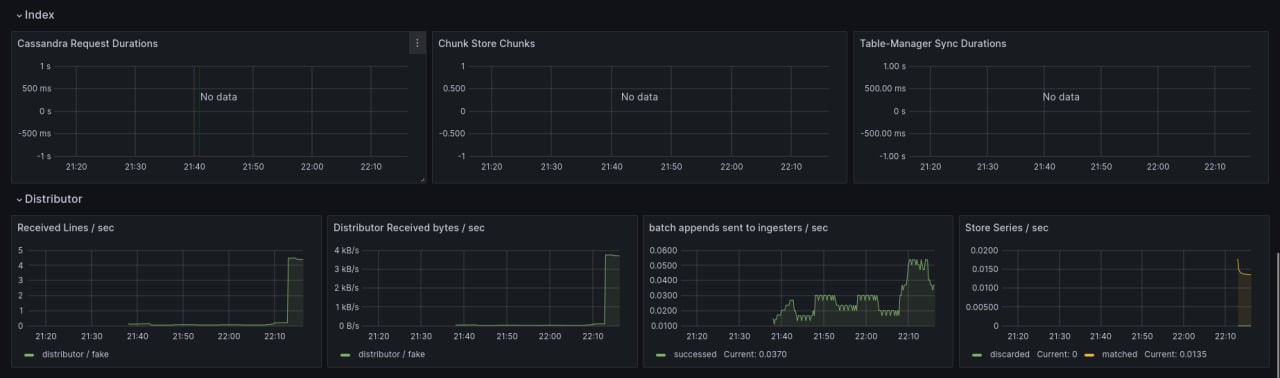 Index
Cassandra Request Durations
1 s
500 ms
0 s
-500 ms
-1 s
No data
21:20 21:30 21:40 21:50 22:00 22:10
Chunk Store Chunks
1
0.500
0
-0.500
-1
No data
21:20 21:30 21:40 21:50 22:00 22:10
Table-Manager Sync Durations
1.00 s
500.00 ms
0 s
-500.00 ms
-1.00 s
No data
21:20 21:30 21:40 21:50 22:00 22:10
Distributor
Received Lines / sec
5
4
3
2
1
0
21:20 21:30 21:40 21:50 22:00 22:10
distributor / fake
Distributor Received bytes / sec
4 kB/s
3 kB/s
2 kB/s
1 kB/s
0 B/s
21:20 21:30 21:40 21:50 22:00 22:10
distributor / fake
batch appends sent to ingesters / sec
0.0600
0.0500
0.0400
0.0300
0.0200
0.0100
21:20 21:30 21:40 21:50 22:00 22:10
successed Current: 0.0370
Store Series / sec
0.0200
0.0150
0.0100
0.00500
0
21:20 21:30 21:40 21:50 22:00 22:10
discarded Current: 0 matched Current: 0.0135